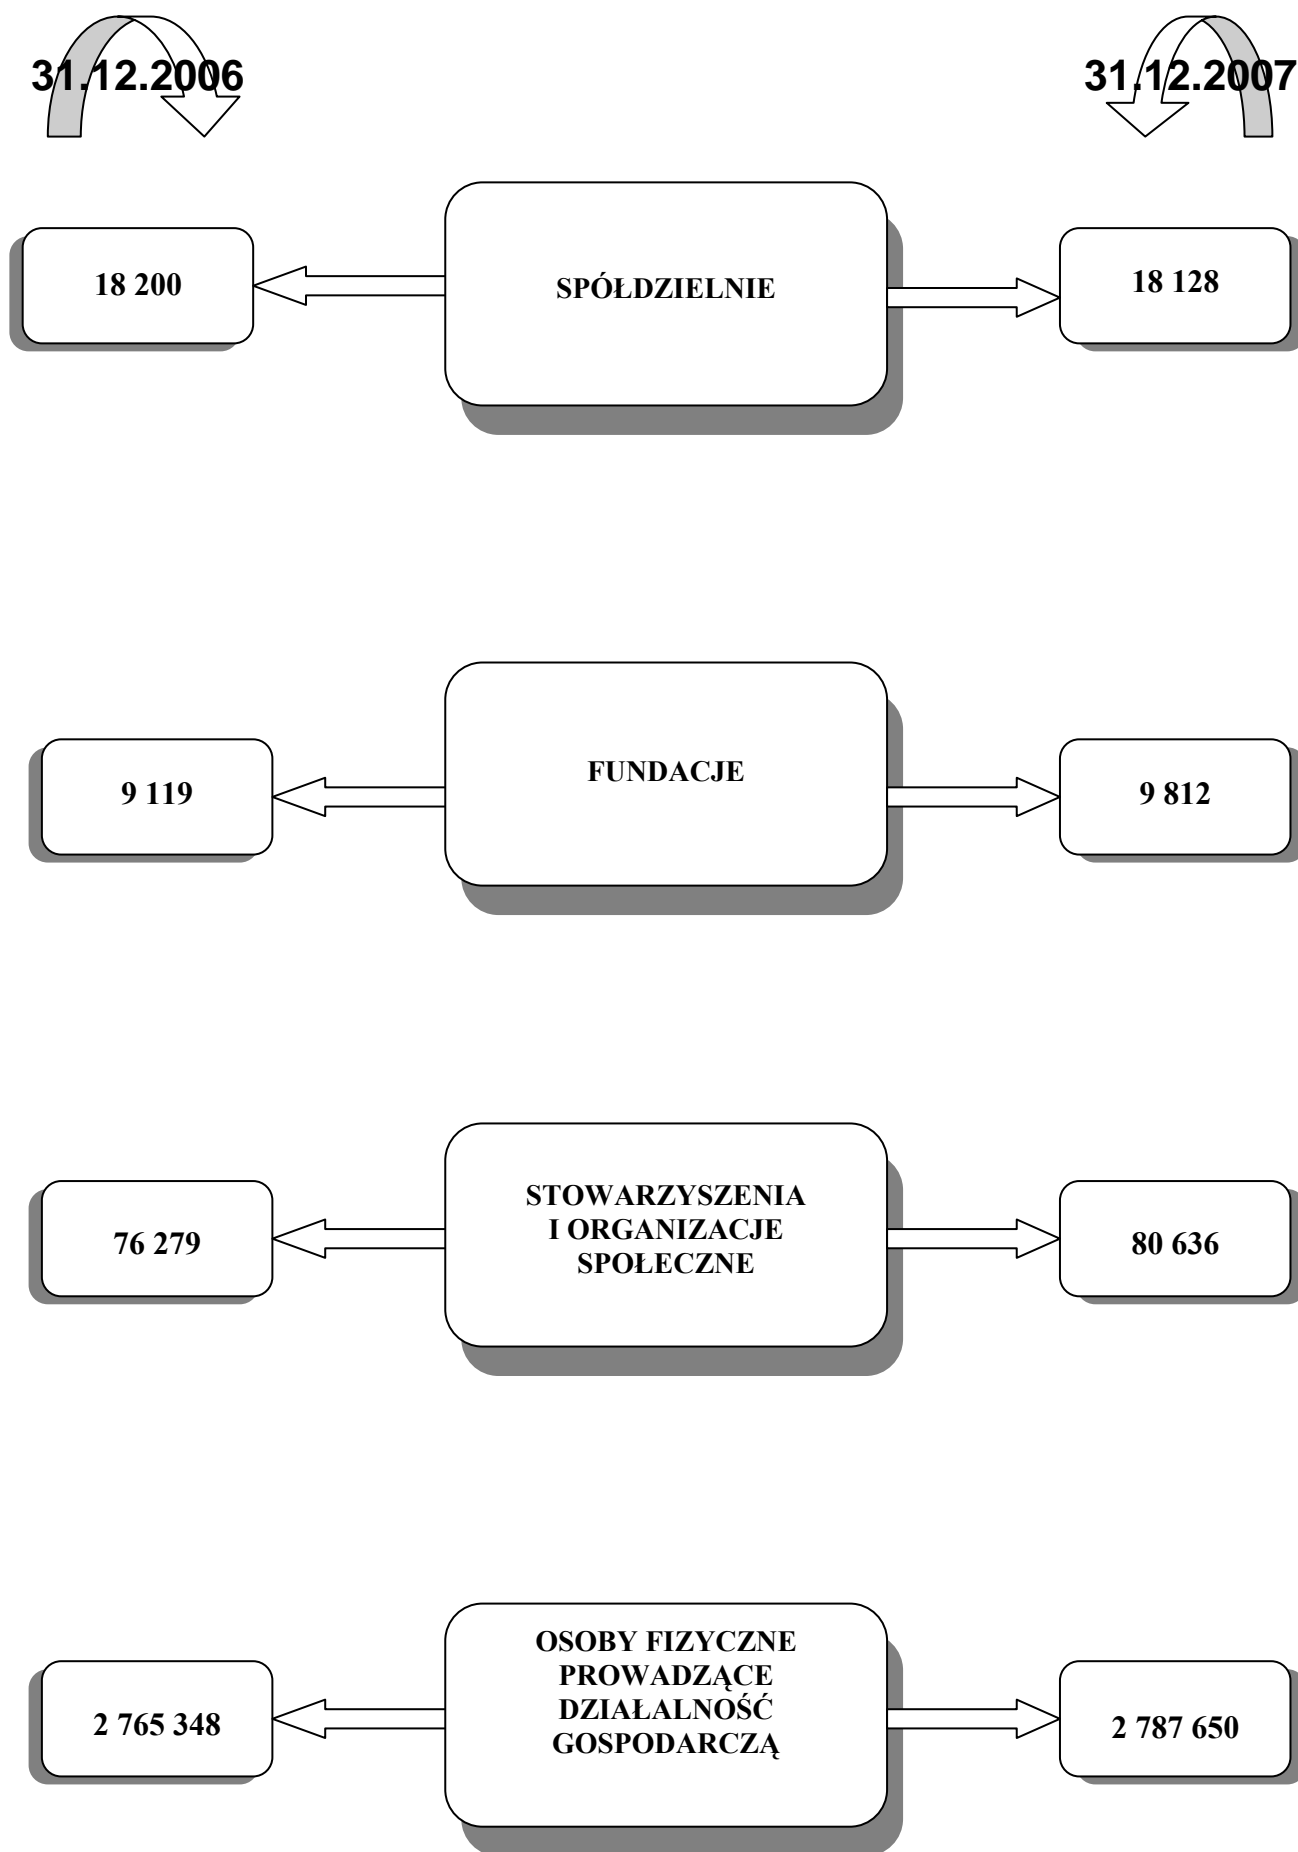 31.12.2006
31.12.2007
18 200
SPÓŁDZIELNIE
18 128
9 119
FUNDACJE
9 812
76 279
STOWARZYSZENIA
I ORGANIZACJE
SPOŁECZNE
80 636
2 765 348
OSOBY FIZYCZNE
PROWADZĄCE
DZIAŁALNOŚĆ
GOSPODARCZĄ
2 787 650